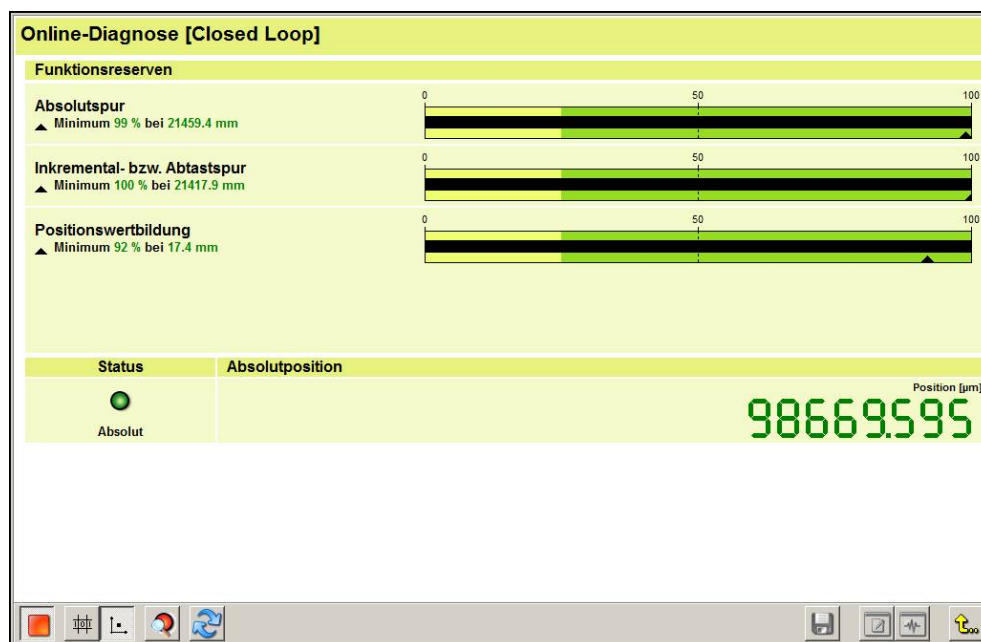 Online-Diagnose [Closed Loop]
Funktionsreserven
Absolutspur
Minimum 99 % bei 21459.4 mm
0 50 100
Inkremental- bzw. Abtastspur
Minimum 100 % bei 21417.9 mm
0 50 100
Positionswertbildung
Minimum 92 % bei 17.4 mm
0 50 100
Status Absolutposition
Position [µm]
98669.595
Absolut